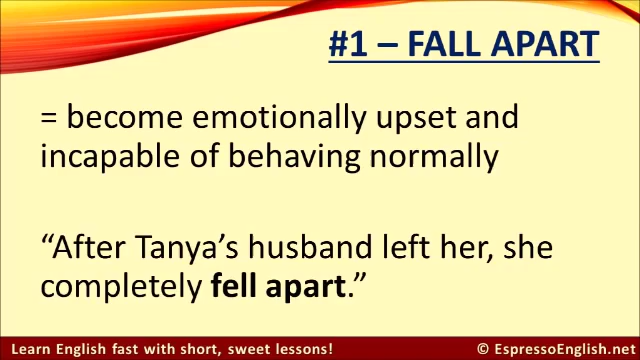 #1 – FALL APART
= become emotionally upset and
incapable of behaving normally
“After Tanya’s husband left her, she
completely fell apart.”
Learn English fast with short, sweet lessons!
© EspressoEnglish.net